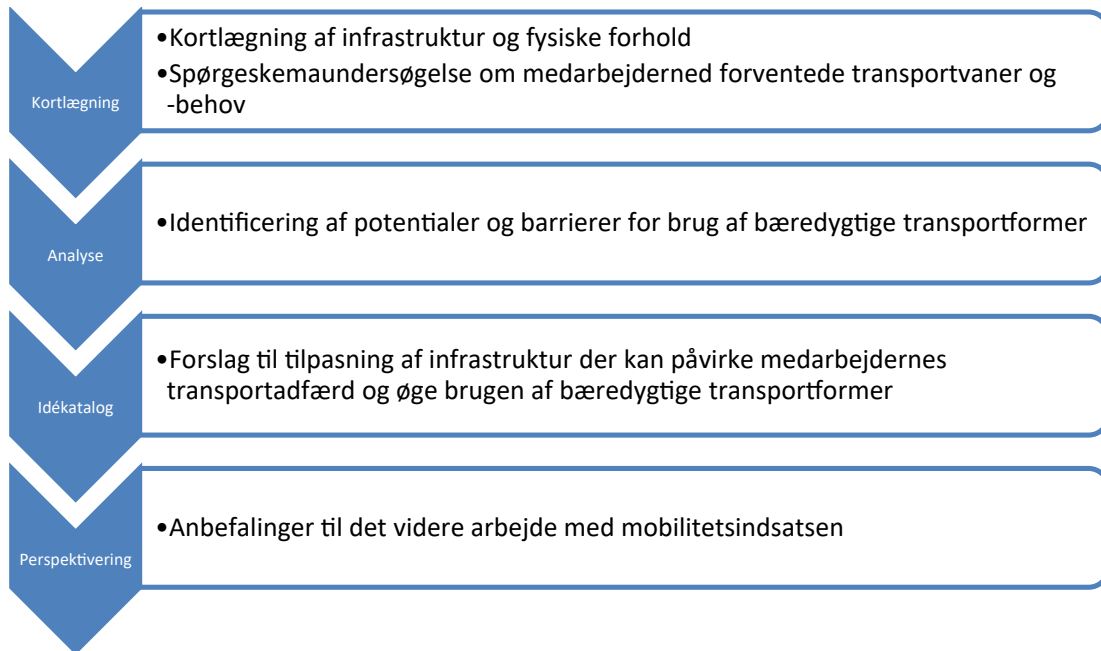 Kortlægning
•Kortlægning af infrastruktur og fysiske forhold
•Spørgeskemaundersøgelse om medarbejderned forventede transportvaner og
-behov
Analyse
•Identificering af potentialer og barrierer for brug af bæredygtige transportformer
Idékatalog
•Forslag til tilpasning af infrastruktur der kan påvirke medarbejdernes
transportadfærd og øge brugen af bæredygtige transportformer
Perspektivering
•Anbefalinger til det videre arbejde med mobilitetsindsatsen